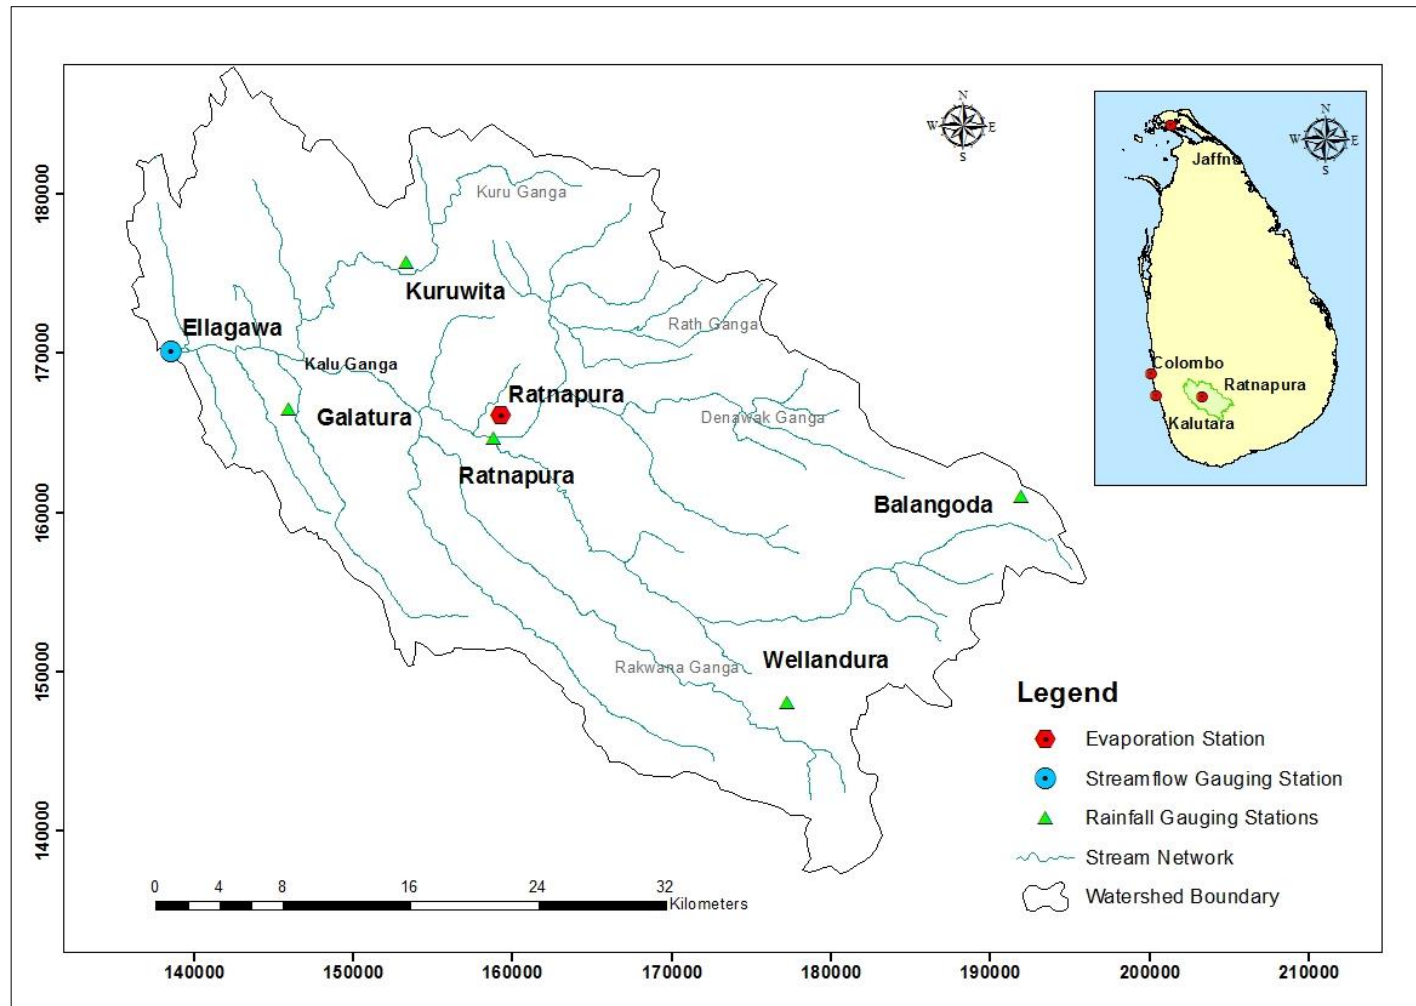 N
W
E
S
N
W
E
S
Jaffna
Colombo
Ratnapura
Kalutara
Kuru Ganga
Kuruwita
Rath Ganga
Ellagawa
Kalu Ganga
Ratnapura
Galatura
Denawak Ganga
Ratnapura
Balangoda
Wellandura
Rakwana Ganga
Legend
Evaporation Station
Streamflow Gauging Station
Rainfall Gauging Stations
Stream Network
Watershed Boundary
0 4 8 16 24 32
Kilometers
180000
170000
160000
150000
140000
140000 150000 160000 170000 180000 190000 200000 210000